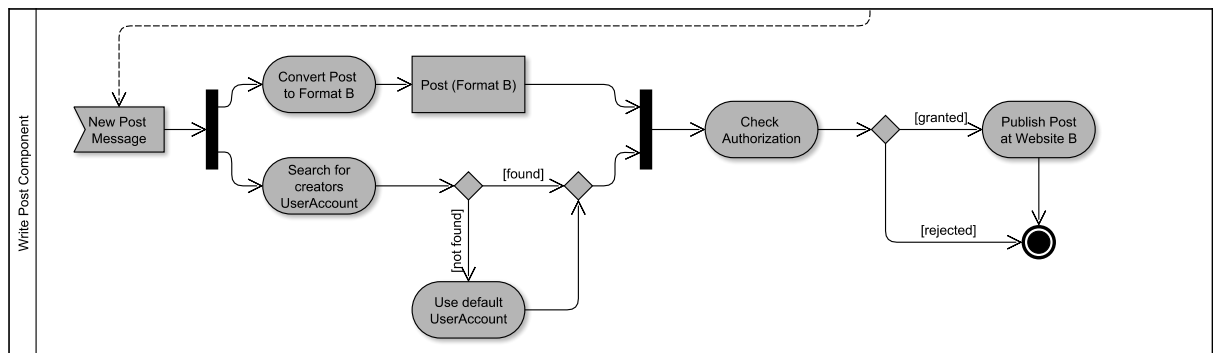 Write Post Component
New Post
Message
Convert Post
to Format B
Post (Format B)
Search for
creators
UserAccount
[found]
[not found]
Use default
UserAccount
Check
Authorization
[granted]
[rejected]
Publish Post
at Website B